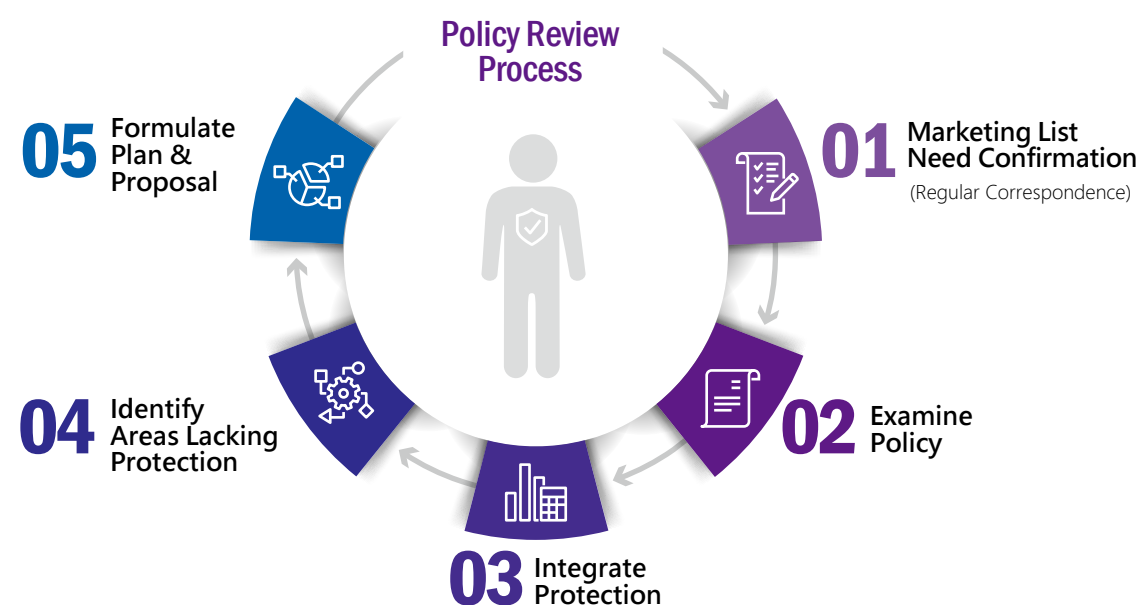 Policy Review
Process
01
Marketing List
Need Confirmation
(Regular Correspondence)
02
Examine
Policy
03
Integrate
Protection
04
Identify
Areas Lacking
Protection
05
Formulate
Plan &
Proposal